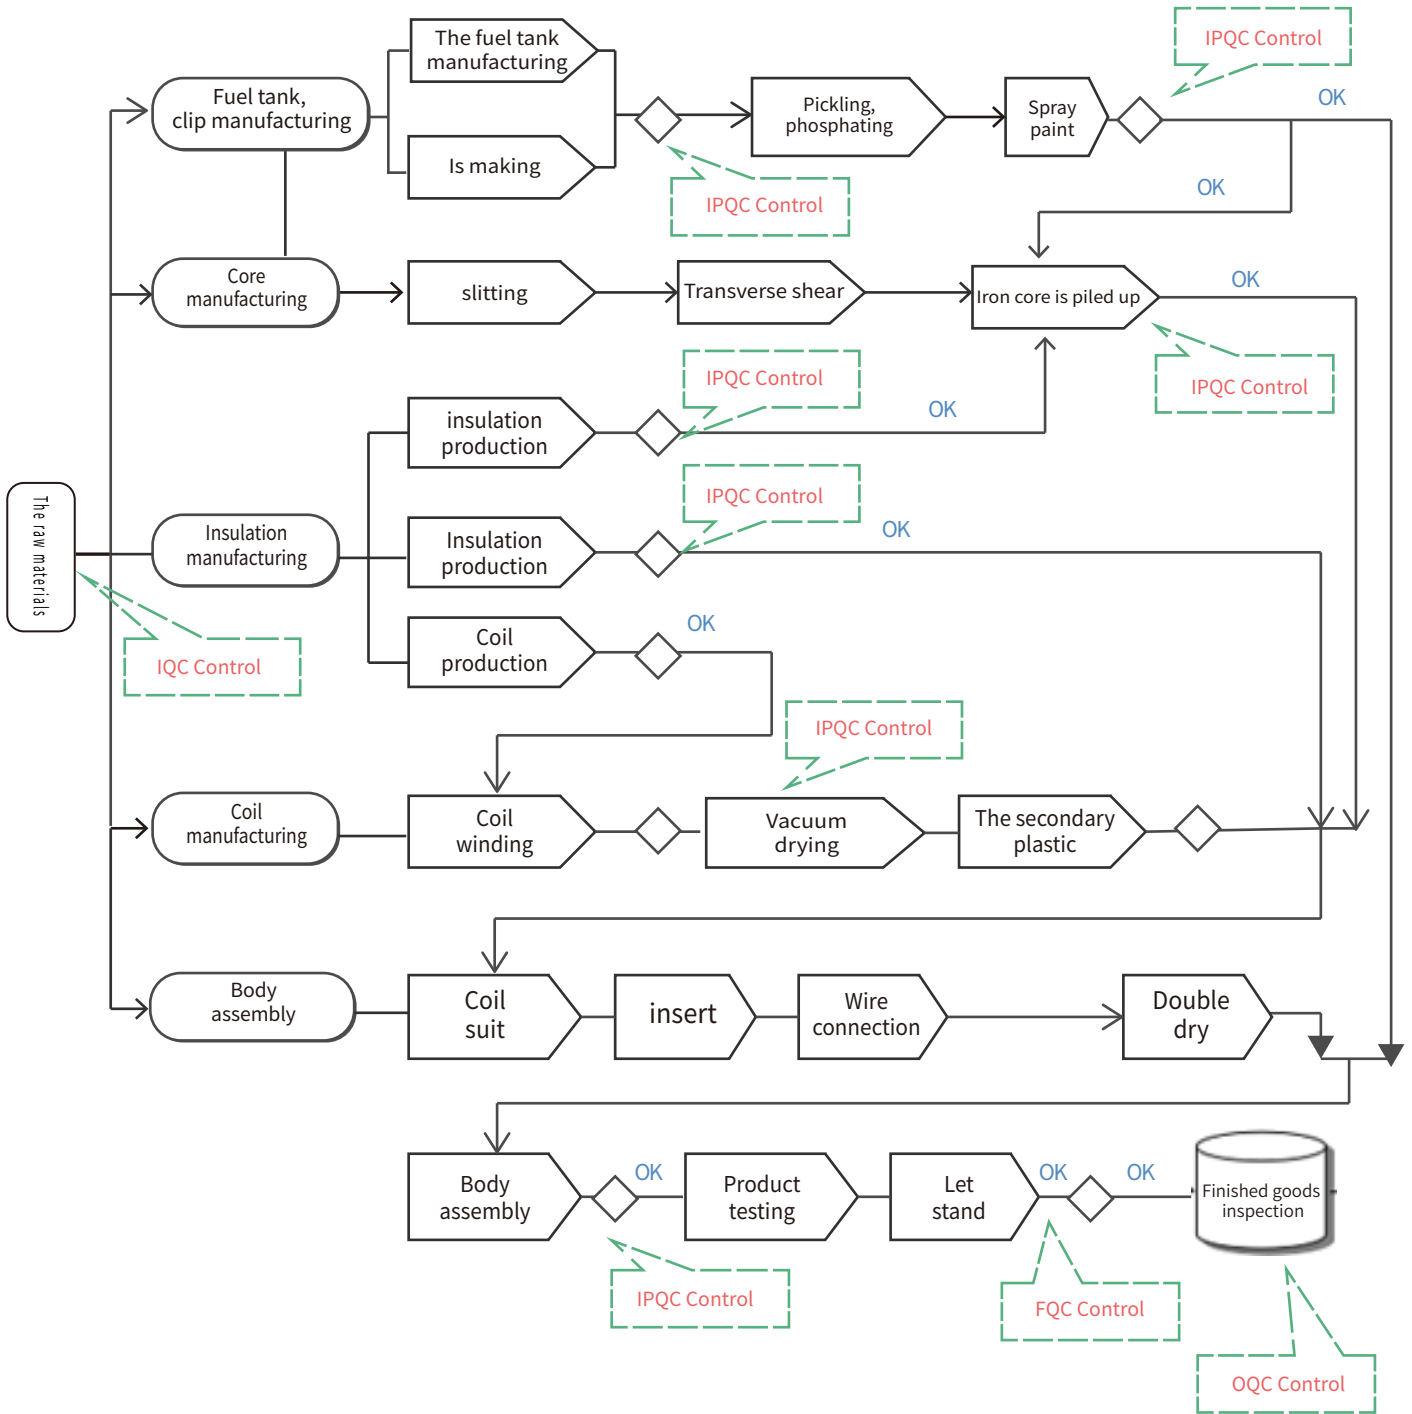 The fuel tank
manufacturing
IPQC Control
Fuel tank,
clip manufacturing
Pickling,
phosphating
Spray
paint
OK
Is making
IPQC Control
OK
Core
manufacturing
slitting
Transverse shear
Iron core is piled up
OK
IPQC Control
IPQC Control
insulation
production
OK
IPQC Control
The raw materials
Insulation
manufacturing
Insulation
production
OK
Coil
production
OK
IQC Control
IPQC Control
Coil
manufacturing
Coil
winding
Vacuum
drying
The secondary
plastic
Body
assembly
Coil
suit
insert
Wire
connection
Double
dry
Body
assembly
OK
Product
testing
Let
stand
OK
OK
Finished goods
inspection
IPQC Control
FQC Control
OQC Control